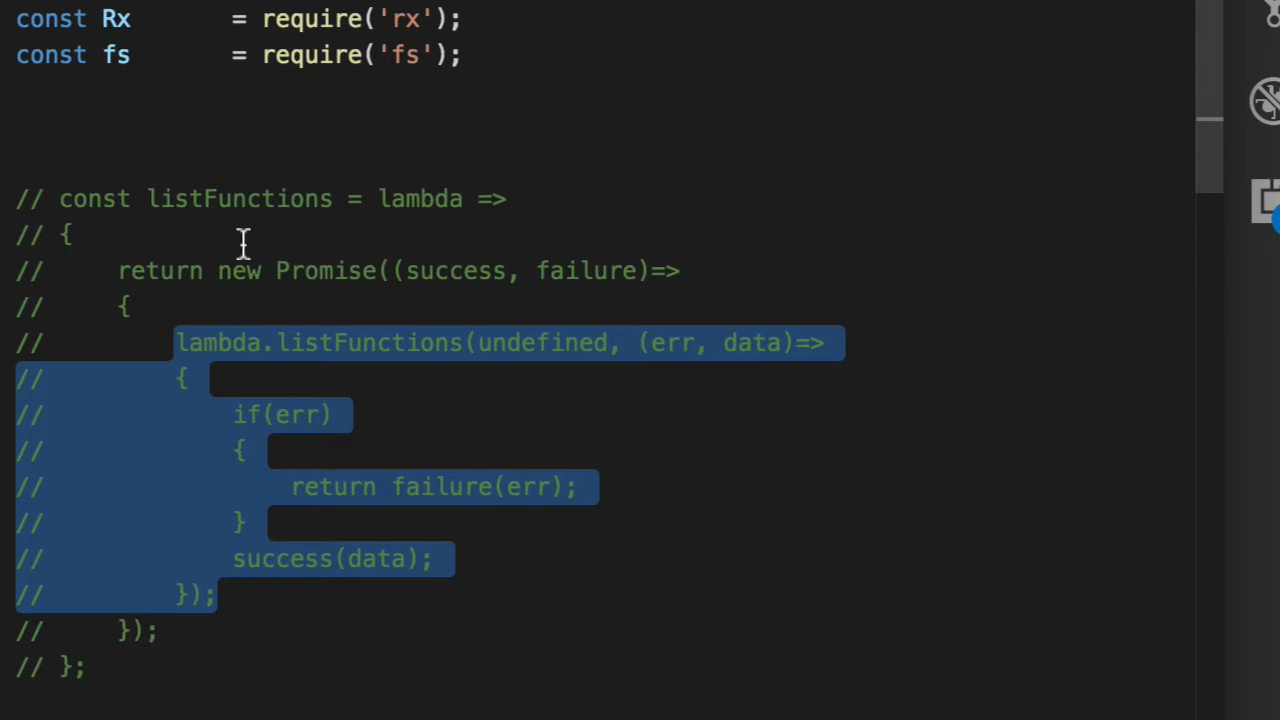 const Rx       = require('rx');
const fs       = require('fs');
// const listFunctions = lambda =>
// {
//     return new Promise((success, failure)=>
//     {
//         lambda.listFunctions(undefined, (err, data)=>
//         {
//             if(err)
//             {
//                 return failure(err);
//             }
//             success(data);
//         });
//     });
// };